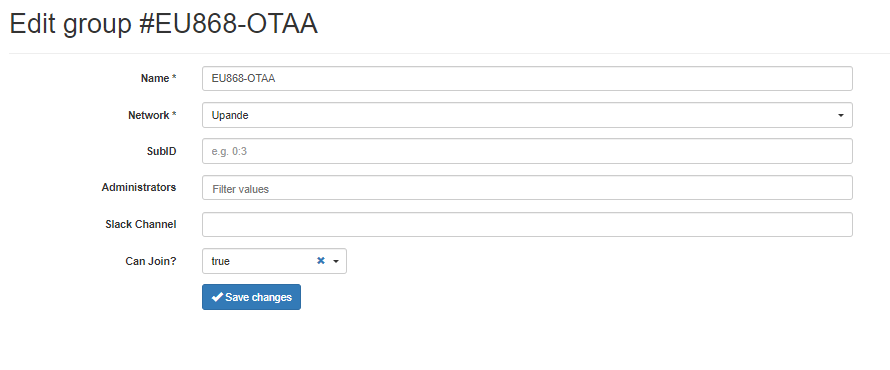 Edit group #EU868-OTAA
Name * EU868-OTAA
Network * Upande
SubID e.g. 0:3
Administrators Filter values
Slack Channel
Can Join? true
Save changes